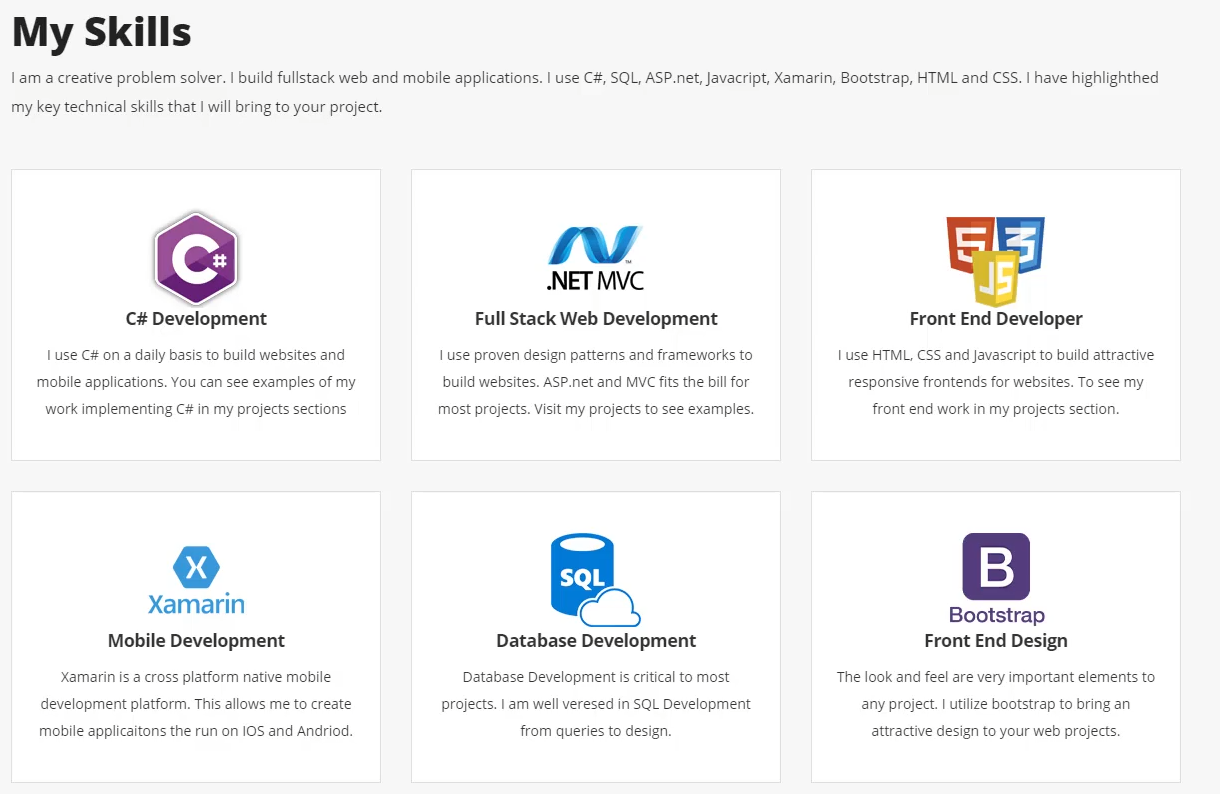 My Skills
I am a creative problem solver. I build fullstack web and mobile applications. I use C#, SQL, ASP.net, Javacript, Xamarin, Bootstrap, HTML and CSS. I have highlighthed
my key technical skills that I will bring to your project.
C#
C# Development
I use C# on a daily basis to build websites and
mobile applications. You can see examples of my
work implementing C# in my projects sections
.NET MVC
Full Stack Web Development
I use proven design patterns and frameworks to
build websites. ASP.net and MVC fits the bill for
most projects. Visit my projects to see examples.
5 3
JS
Front End Developer
I use HTML, CSS and Javascript to build attractive
responsive frontends for websites. To see my
front end work in my projects section.
X
Xamarin
Mobile Development
Xamarin is a cross platform native mobile
development platform. This allows me to create
mobile applicaitons the run on IOS and Andriod.
SQL
Database Development
Database Development is critical to most
projects. I am well veresed in SQL Development
from queries to design.
B
Bootstrap
Front End Design
The look and feel are very important elements to
any project. I utilize bootstrap to bring an
attractive design to your web projects.